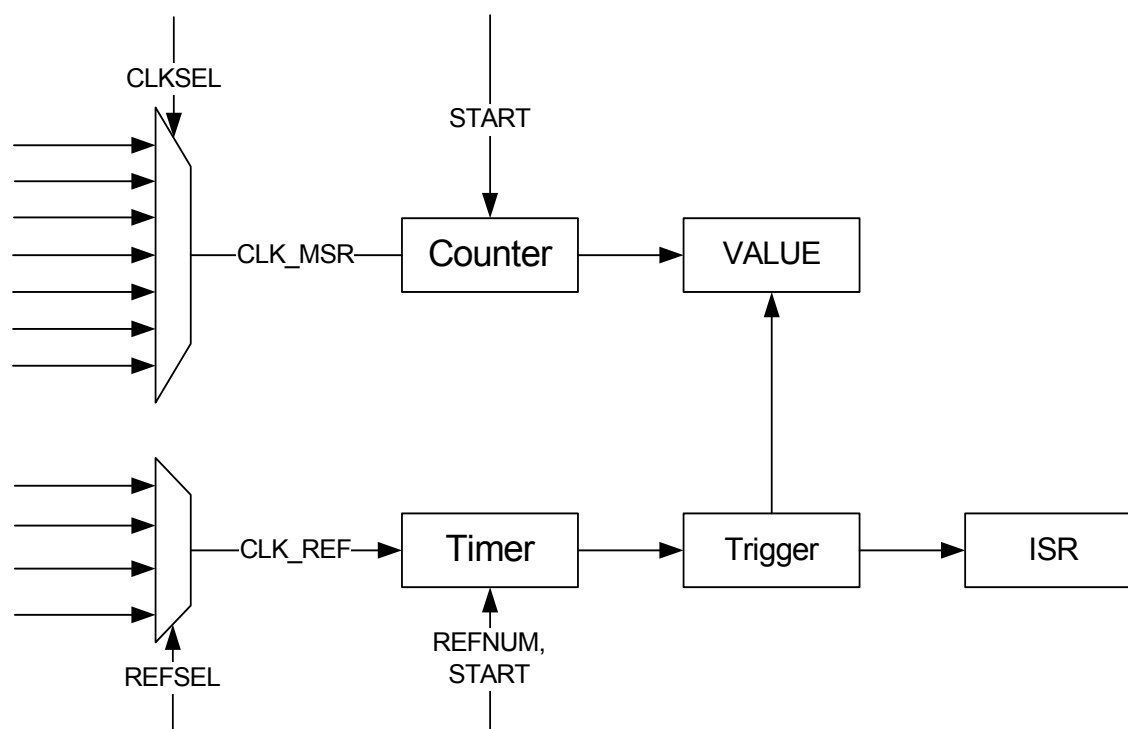 CLKSEL
START
CLK_MSR
Counter
VALUE
CLK_REF
Timer
Trigger
ISR
REFNUM,
START
REFSEL